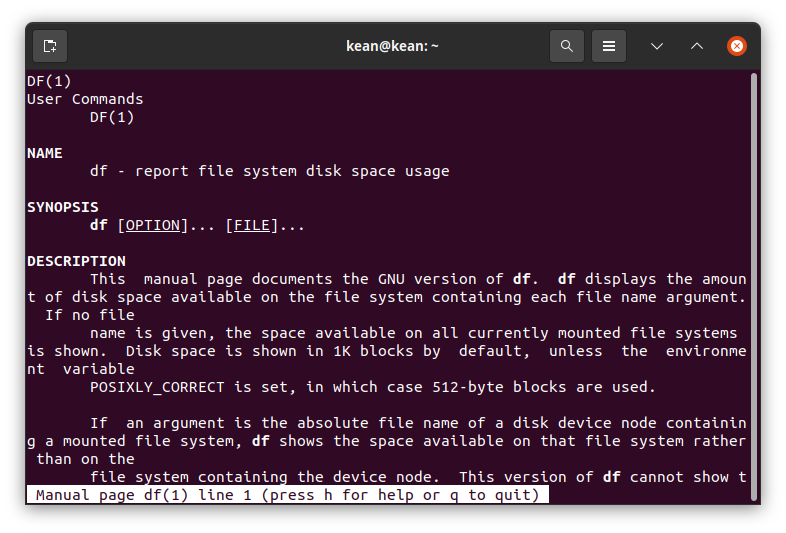 kean@kean: ~
DF(1)
User Commands
DF(1)
NAME
df - report file system disk space usage
SYNOPSIS
df [OPTION]... [FILE]...
DESCRIPTION
This  manual page documents the GNU version of df.  df displays the amoun
t of disk space available on the file system containing each file name argument.
If no file
name is given, the space available on all currently mounted file systems
is shown.  Disk space is shown in 1K blocks by  default,  unless  the  environme
nt  variable
POSIXLY_CORRECT is set, in which case 512-byte blocks are used.
If  an argument is the absolute file name of a disk device node containin
g a mounted file system, df shows the space available on that file system rather
than on the
file system containing the device node.  This version of df cannot show t
Manual page df(1) line 1 (press h for help or q to quit)